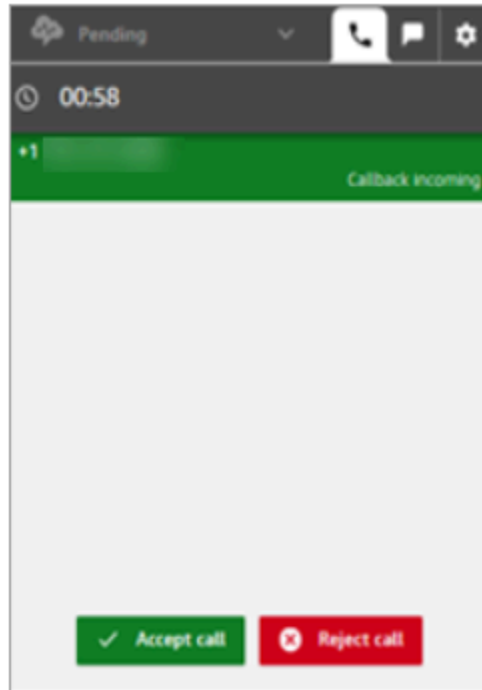 Pending
00:58
+1
Callback incoming
Accept call
Reject call